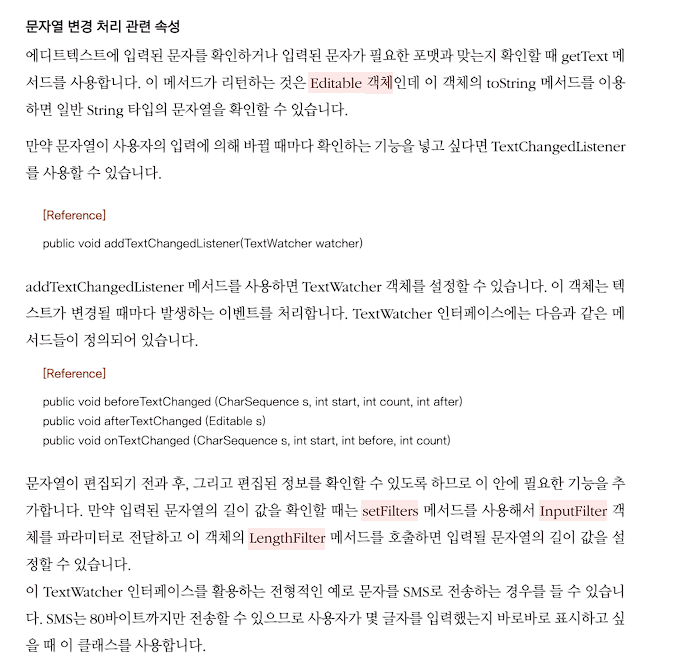 문자열 변경 처리 관련 속성
에디트텍스트에 입력된 문자를 확인하거나 입력된 문자가 필요한 포맷과 맞는지 확인할 때 getText 메
서드를 사용합니다. 이 메서드가 리턴하는 것은 Editable 객체인데 이 객체의 toString 메서드를 이용
하면 일반 String 타입의 문자열을 확인할 수 있습니다.
만약 문자열이 사용자의 입력에 의해 바뀔 때마다 확인하는 기능을 넣고 싶다면 TextChangedListener
를 사용할 수 있습니다.
[Reference]
public void addTextChangedListener(TextWatcher watcher)
addTextChangedListener 메서드를 사용하면 TextWatcher 객체를 설정할 수 있습니다. 이 객체는 텍
스트가 변경될 때마다 발생하는 이벤트를 처리합니다. TextWatcher 인터페이스에는 다음과 같은 메
서드들이 정의되어 있습니다.
[Reference]
public void beforeTextChanged (CharSequence s, int start, int count, int after)
public void afterTextChanged (Editable s)
public void onTextChanged (CharSequence s, int start, int before, int count)
문자열이 편집되기 전과 후, 그리고 편집된 정보를 확인할 수 있도록 하므로 이 안에 필요한 기능을 추
가합니다. 만약 입력된 문자열의 길이 값을 확인할 때는 setFilters 메서드를 사용해서 InputFilter 객
체를 파라미터로 전달하고 이 객체의 LengthFilter 메서드를 호출하면 입력될 문자열의 길이 값을 설
정할 수 있습니다.
이 TextWatcher 인터페이스를 활용하는 전형적인 예로 문자를 SMS로 전송하는 경우를 들 수 있습니
다. SMS는 80바이트까지만 전송할 수 있으므로 사용자가 몇 글자를 입력했는지 바로바로 표시하고 싶
을 때 이 클래스를 사용합니다.